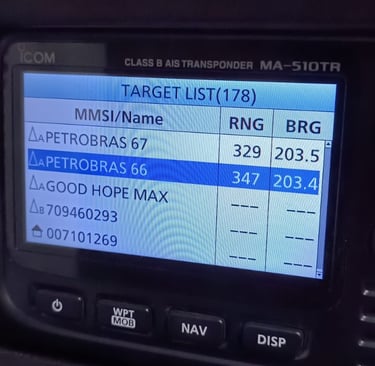 ICOM CLASS B AIS TRANSPONDER MA-510TR
TARGET LIST(178)
MMSI/Name RNG BRG
A PETROBRAS 67 329 203.5
A PETROBRAS 66 347 203.4
A GOOD HOPE MAX --- ---
B 709460293 --- ---
007101269 --- ---
WPT
MOB
NAV
DISP